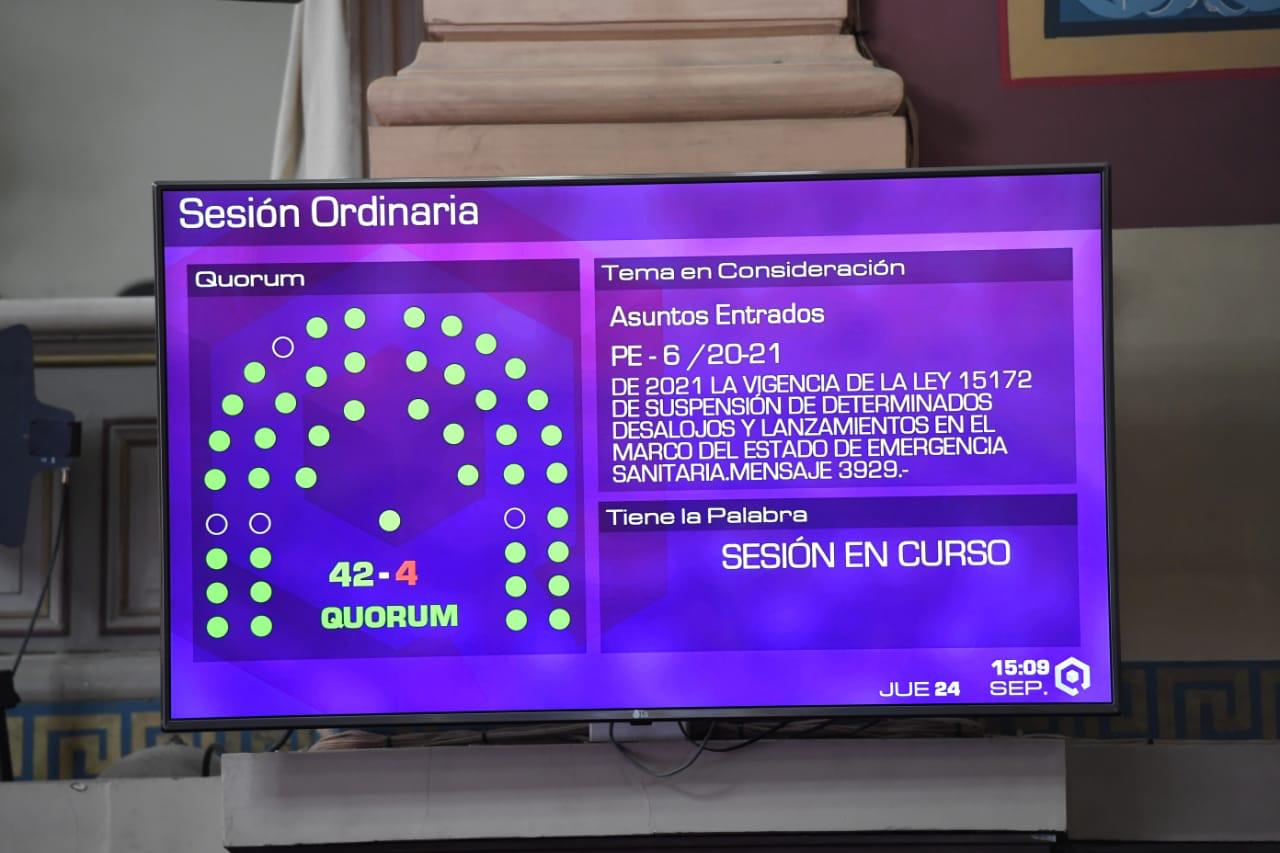 Sesión Ordinaria
Quorum
42-4
QUORUM
Tema en Consideración
Asuntos Entrados
PE - 6 /20-21
DE 2021 LA VIGENCIA DE LA LEY 15172
DE SUSPENSIÓN DE DETERMINADOS
DESALOJOS Y LANZAMIENTOS EN EL
MARCO DEL ESTADO DE EMERGENCIA
SANITARIA.MENSAJE 3929.-
Tiene la Palabra
SESIÓN EN CURSO
15:09
JUE 24 SEP.
LG